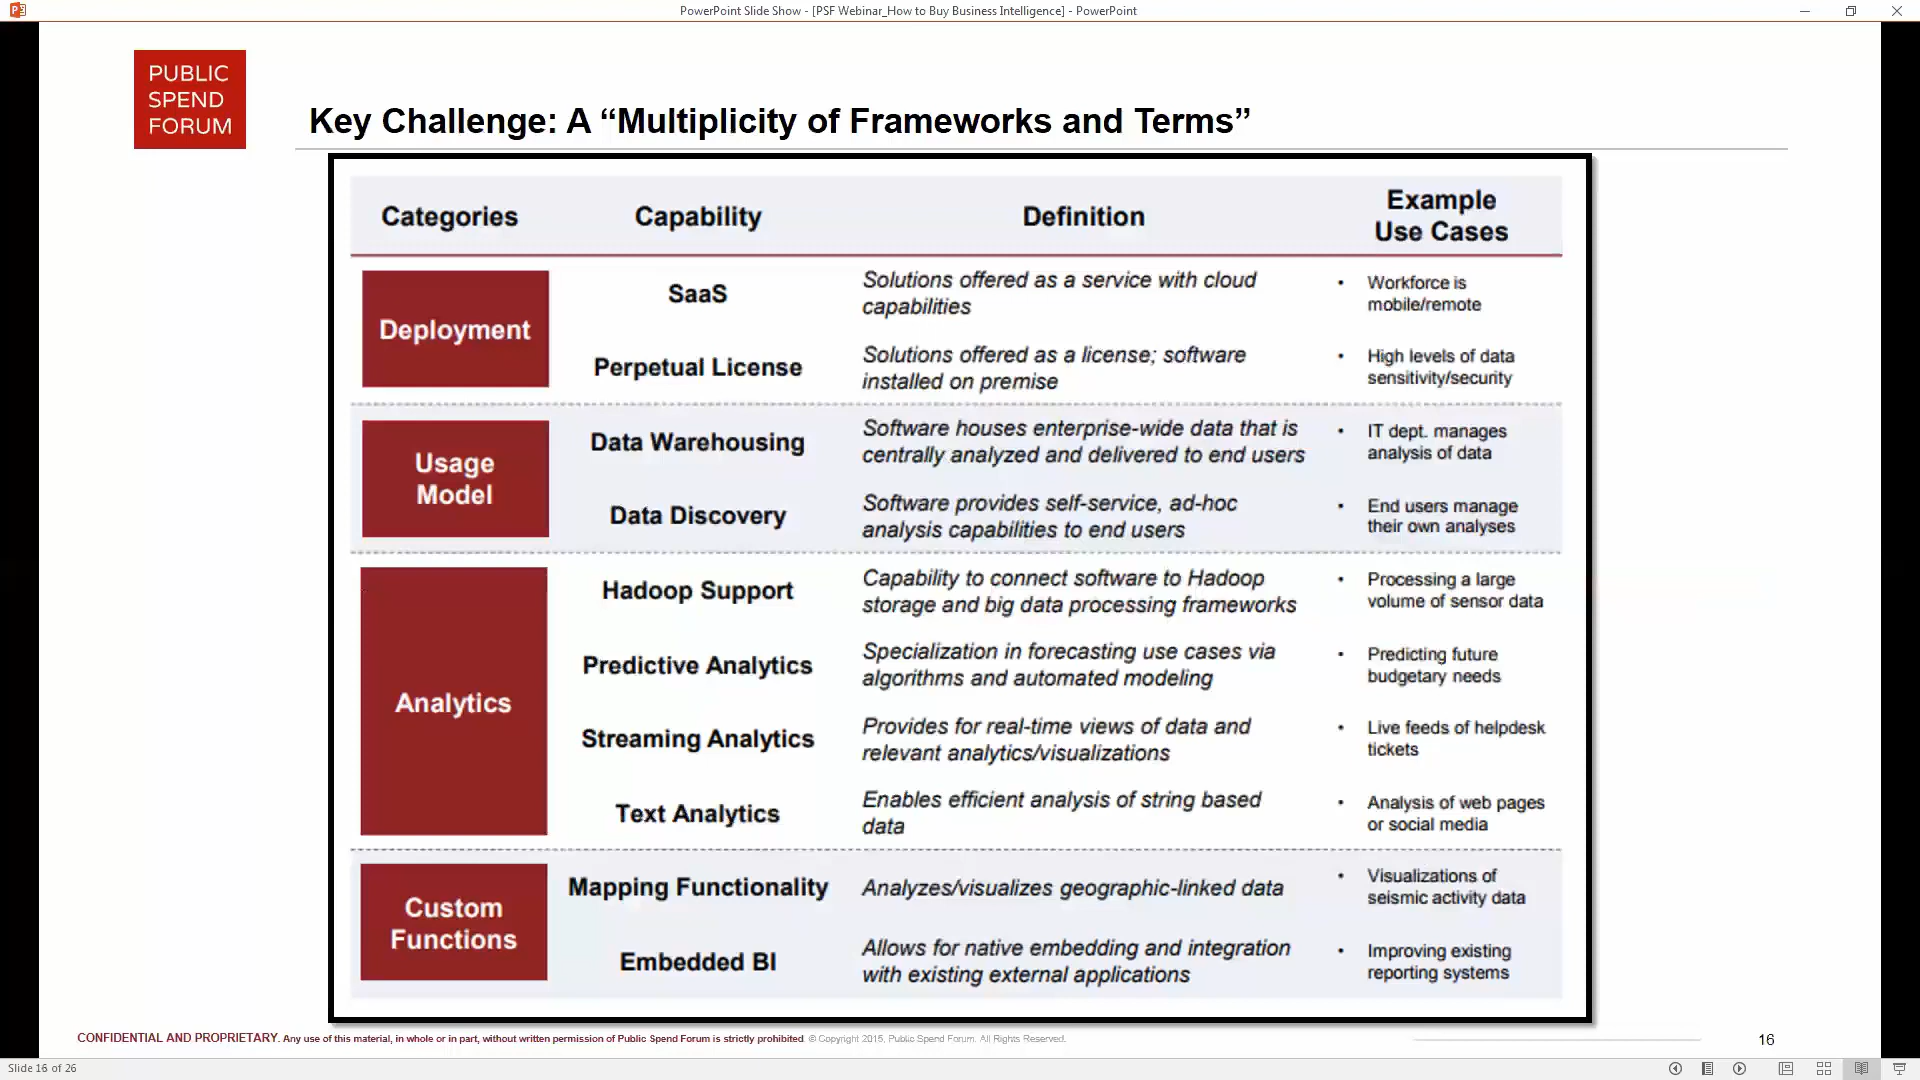 PowerPoint Slide Show - [PSF Webinar_How to Buy Business Intelligence] - PowerPoint
PUBLIC
SPEND
FORUM
Key Challenge: A “Multiplicity of Frameworks and Terms”
Categories
Capability
Definition
Example
Use Cases
Deployment
SaaS
Solutions offered as a service with cloud
capabilities
• Workforce is
mobile/remote
Perpetual License
Solutions offered as a license; software
installed on premise
• High levels of data
sensitivity/security
Usage
Model
Data Warehousing
Software houses enterprise-wide data that is
centrally analyzed and delivered to end users
• IT dept. manages
analysis of data
Data Discovery
Software provides self-service, ad-hoc
analysis capabilities to end users
• End users manage
their own analyses
Analytics
Hadoop Support
Capability to connect software to Hadoop
storage and big data processing frameworks
• Processing a large
volume of sensor data
Predictive Analytics
Specialization in forecasting use cases via
algorithms and automated modeling
• Predicting future
budgetary needs
Streaming Analytics
Provides for real-time views of data and
relevant analytics/visualizations
• Live feeds of helpdesk
tickets
Text Analytics
Enables efficient analysis of string based
data
• Analysis of web pages
or social media
Custom
Functions
Mapping Functionality
Analyzes/visualizes geographic-linked data
• Visualizations of
seismic activity data
Embedded BI
Allows for native embedding and integration
with existing external applications
• Improving existing
reporting systems
CONFIDENTIAL AND PROPRIETARY. Any use of this material, in whole or in part, without written permission of Public Spend Forum is strictly prohibited. © Copyright 2015, Public Spend Forum. All Rights Reserved.
16
Slide 16 of 26